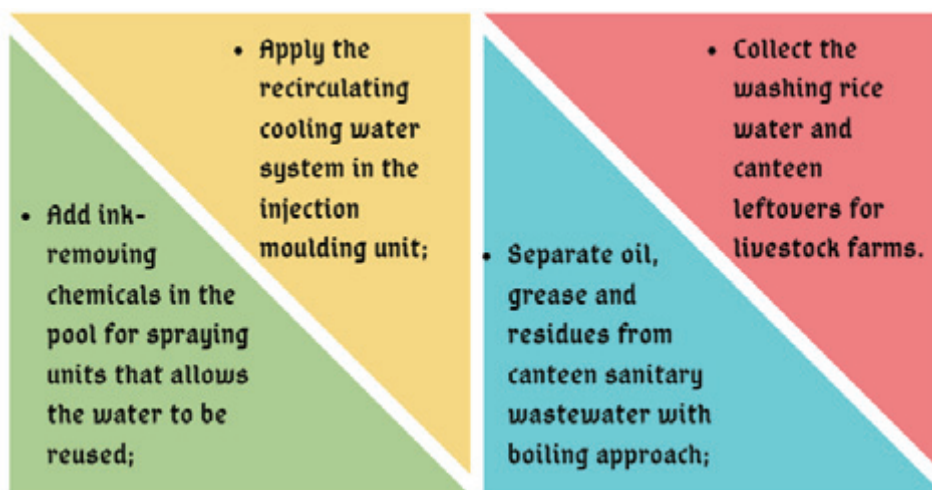 • Add ink-
removing
chemicals in the
pool for spraying
units that allows
the water to be
reused;
• Apply the
recirculating
cooling water
system in the
injection
moulding unit;
• Separate oil,
grease and
residues from
canteen sanitary
wastewater with
boiling approach;
• Collect the
washing rice
water and
canteen
leftovers for
livestock farms.